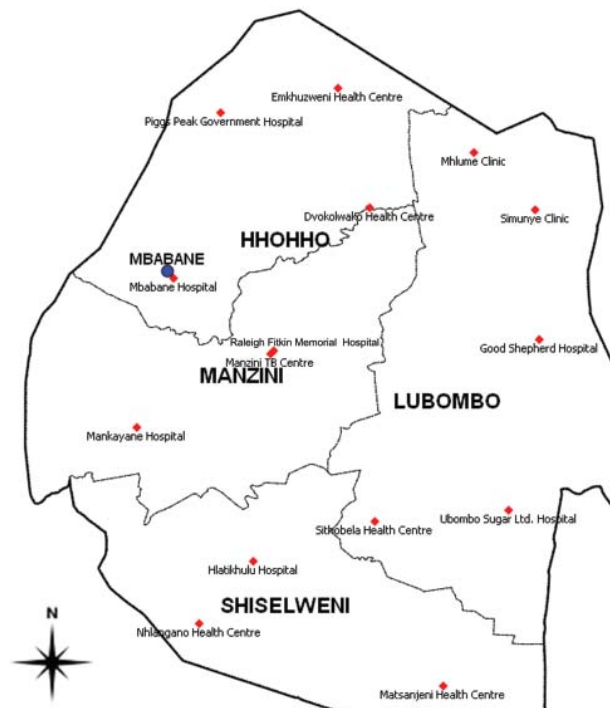 Emkhuzweni Health Centre
Piggs Peak Government Hospital
Mhlume Clinic
Dvokolwako Health Centre
Simunye Clinic
HHOHHO
MBABANE
Mbabane Hospital
Raleigh Fitkin Memorial Hospital
Good Shepherd Hospital
Manzini TB Centre
MANZINI
LUBOMBO
Mankayane Hospital
Ubombo Sugar Ltd. Hospital
Sithobela Health Centre
Hlatikhulu Hospital
SHISELWENI
N
Nhlangano Health Centre
Matsanjeni Health Centre